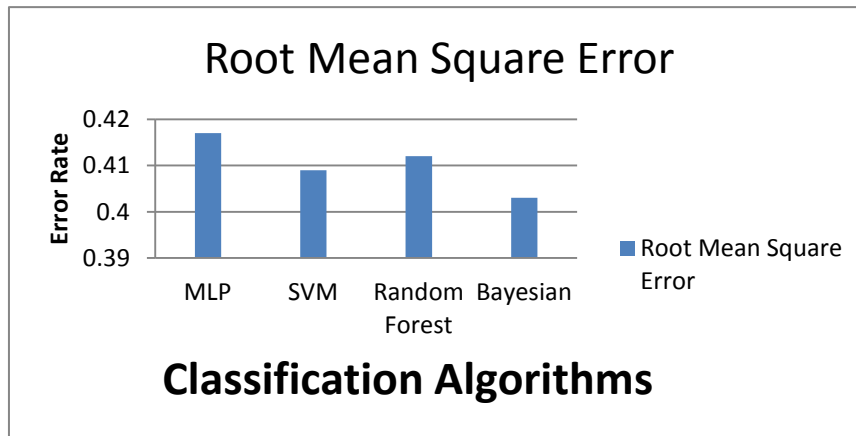 Root Mean Square Error
Error Rate
0.42
0.41
0.4
0.39
MLP
SVM
Random
Forest
Bayesian
Root Mean Square
Error
Classification Algorithms